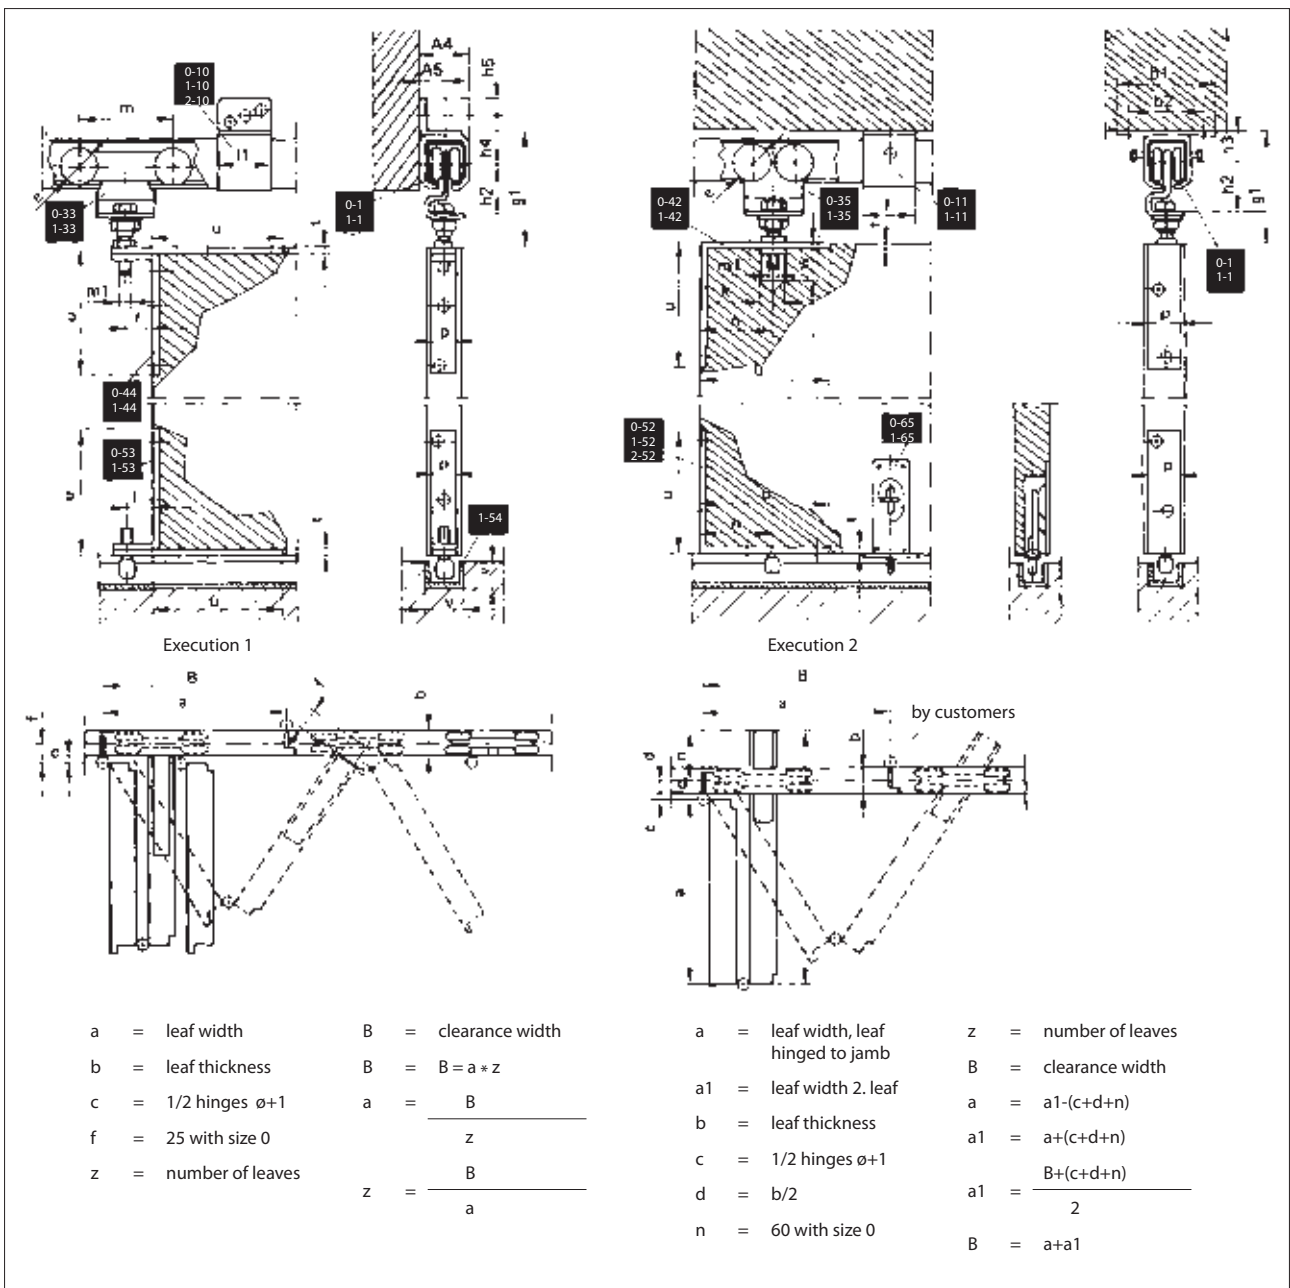 A4
A5
h5
0-10
1-10
2-10
m
l1
h4
h2
g1
0-33
1-33
0-1
1-1
u
t
m1
p
0-44
1-44
0-53
1-53
p
1-54
v
u
Execution 1
B1
b2
h3
h2
g1
e
0-42
1-42
0-35
1-35
0-11
1-11
0-1
1-1
u
p
0-52
1-52
2-52
0-65
1-65
u
p
Execution 2
B
a
f
b
B
a
by customers
b
d
n
d
c
a
a = leaf width
b = leaf thickness
c = 1/2 hinges ø+1
f = 25 with size 0
z = number of leaves
B = clearance width
B = B = a * z
a = B
z
z = B
a
a = leaf width, leaf
hinged to jamb
a1 = leaf width 2. leaf
b = leaf thickness
c = 1/2 hinges ø+1
d = b/2
n = 60 with size 0
z = number of leaves
B = clearance width
a = a1-(c+d+n)
a1 = a+(c+d+n)
a1 = B+(c+d+n)
2
B = a+a1